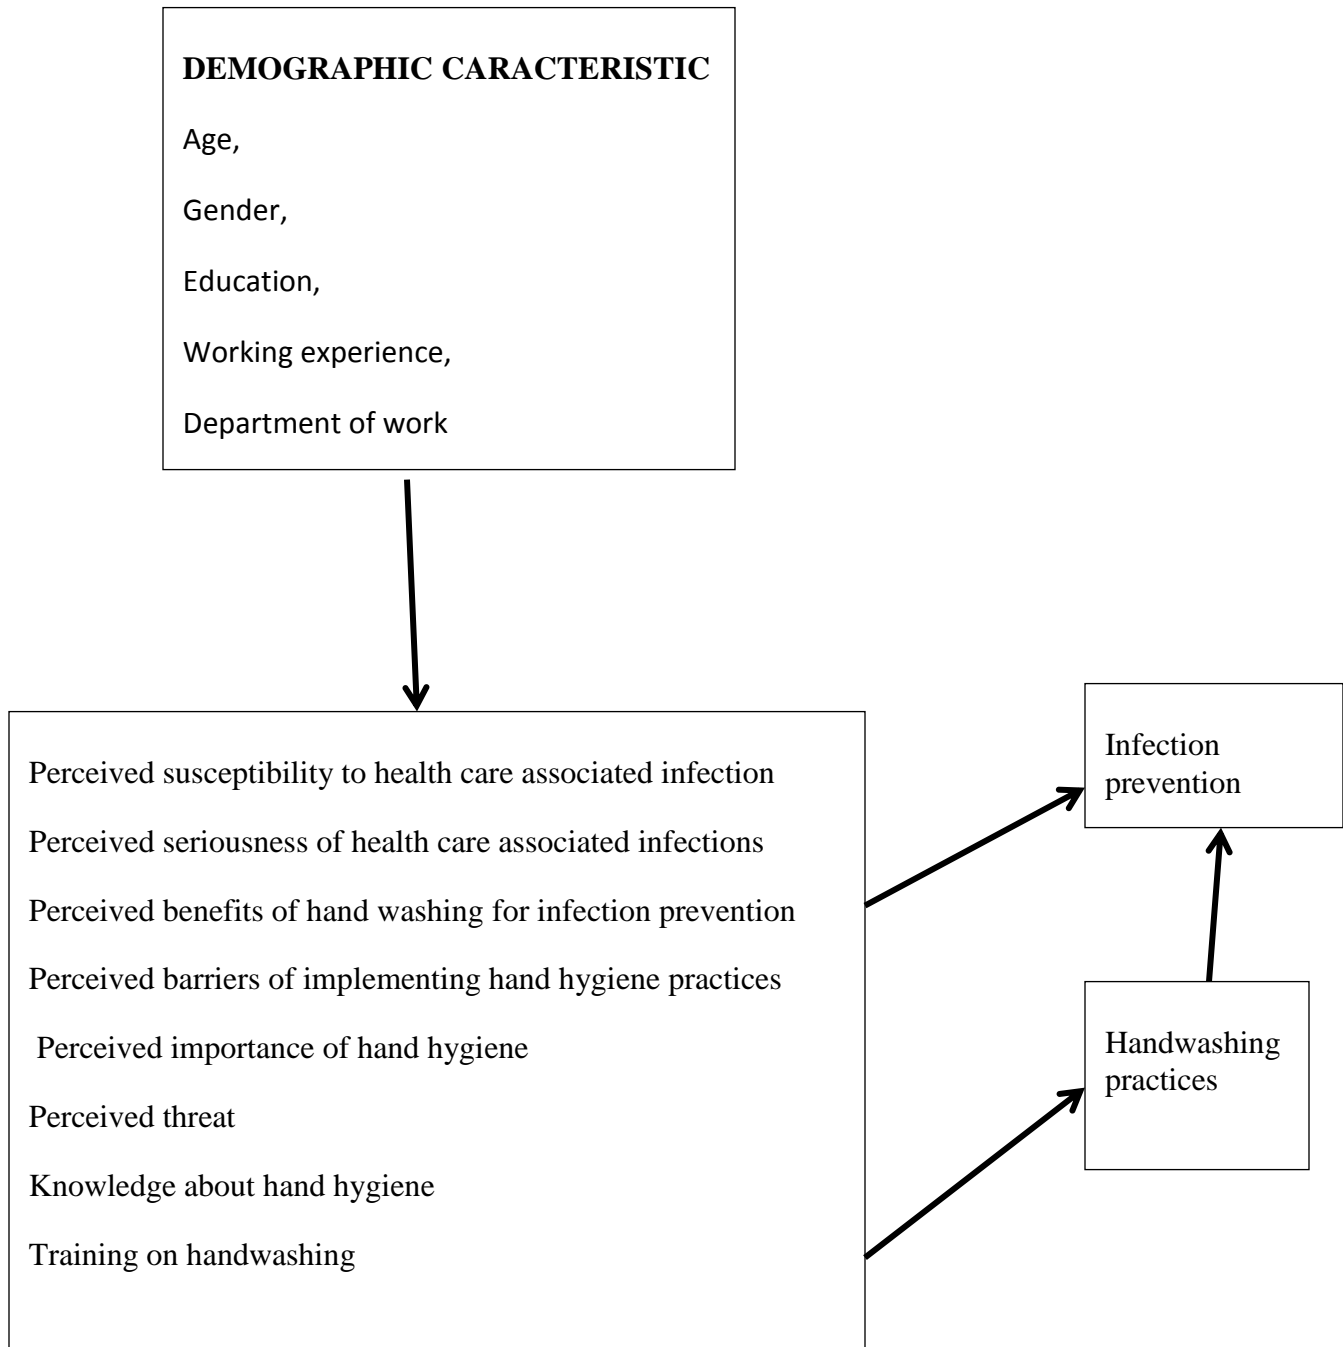 DEMOGRAPHIC CARACTERISTIC
Age,
Gender,
Education,
Working experience,
Department of work
Perceived susceptibility to health care associated infection
Perceived seriousness of health care associated infections
Perceived benefits of hand washing for infection prevention
Perceived barriers of implementing hand hygiene practices
Perceived importance of hand hygiene
Perceived threat
Knowledge about hand hygiene
Training on handwashing
Infection
prevention
Handwashing
practices